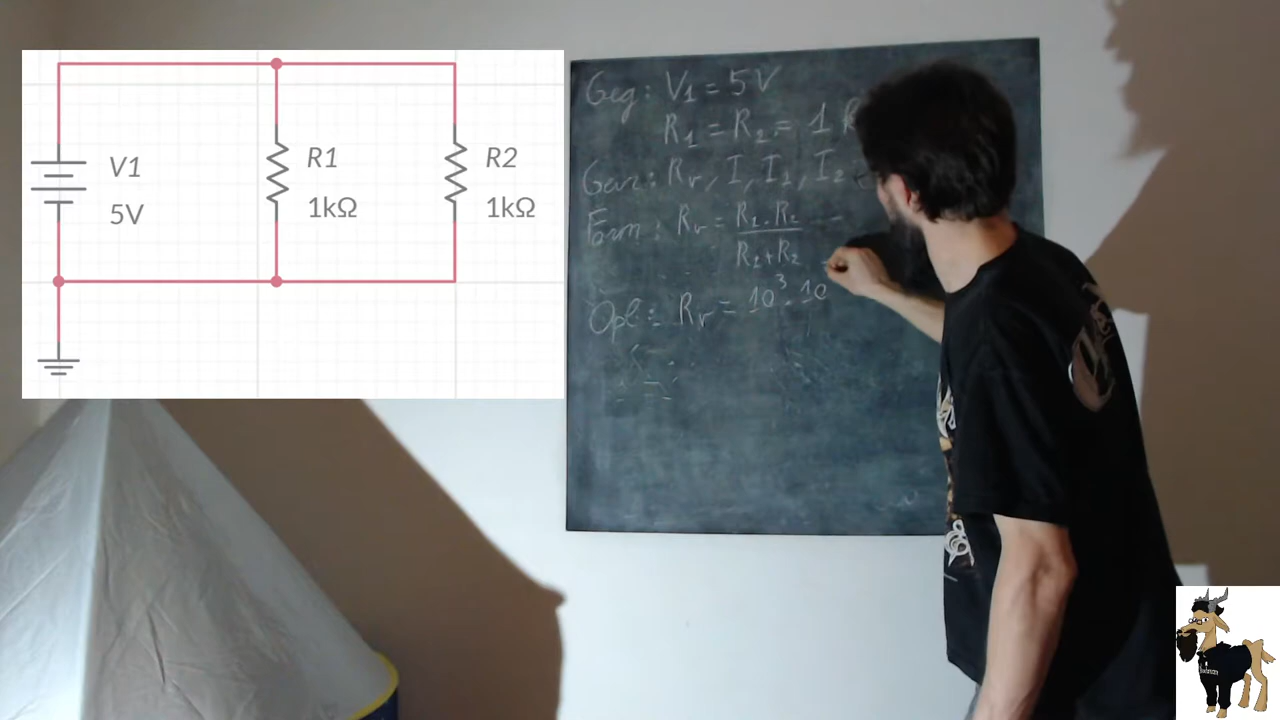 V1
5V
R1
1kΩ
R2
1kΩ
Geg: V1 = 5V
R1 = R2 = 1
Gevr: Rv, I, I1, I2
Form: Rv = R1.R2
R1+R2
Opl: Rv = 10³.10